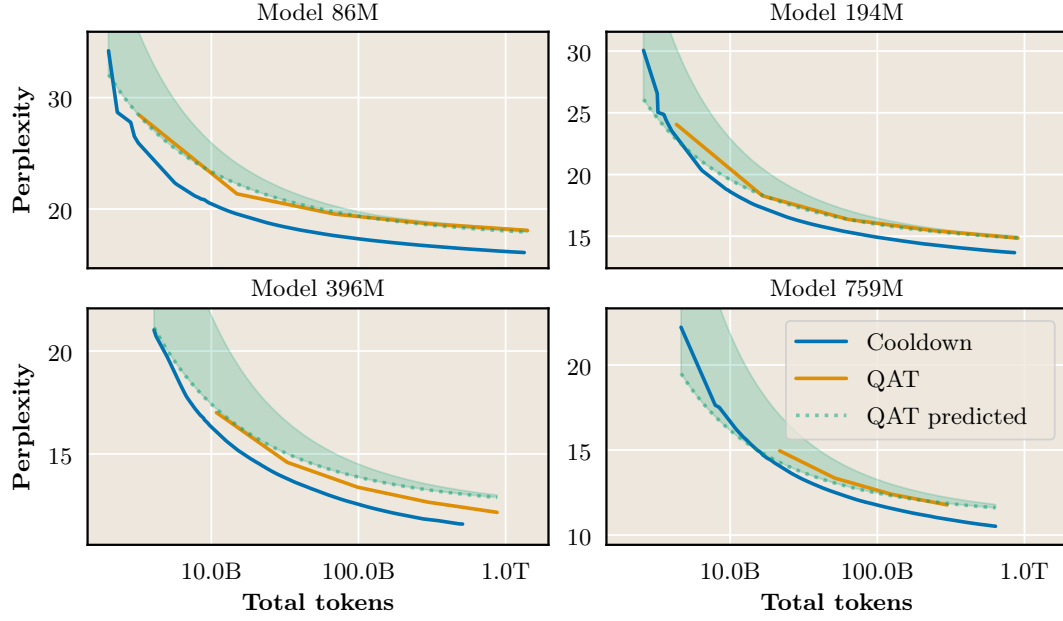 Model 86M
Model 194M
Perplexity
30
20
30
25
20
15
Model 396M
Model 759M
Perplexity
20
15
20
15
10
Cooldown
QAT
QAT predicted
10.0B
100.0B
1.0T
10.0B
100.0B
1.0T
Total tokens
Total tokens